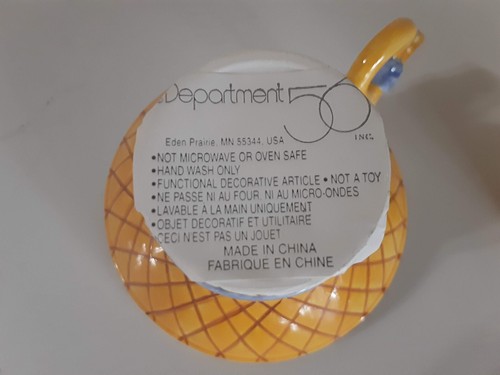 Department 56
INC.
Eden Prairie, MN 55344, USA
•NOT MICROWAVE OR OVEN SAFE
•HAND WASH ONLY
•FUNCTIONAL DECORATIVE ARTICLE • NOT A TOY
•NE PASSE NI AU FOUR, NI AU MICRO-ONDES
•LAVABLE A LA MAIN UNIQUEMENT
•OBJET DECORATIF ET UTILITAIRE
CECI N'EST PAS UN JOUET
MADE IN CHINA
FABRIQUE EN CHINE